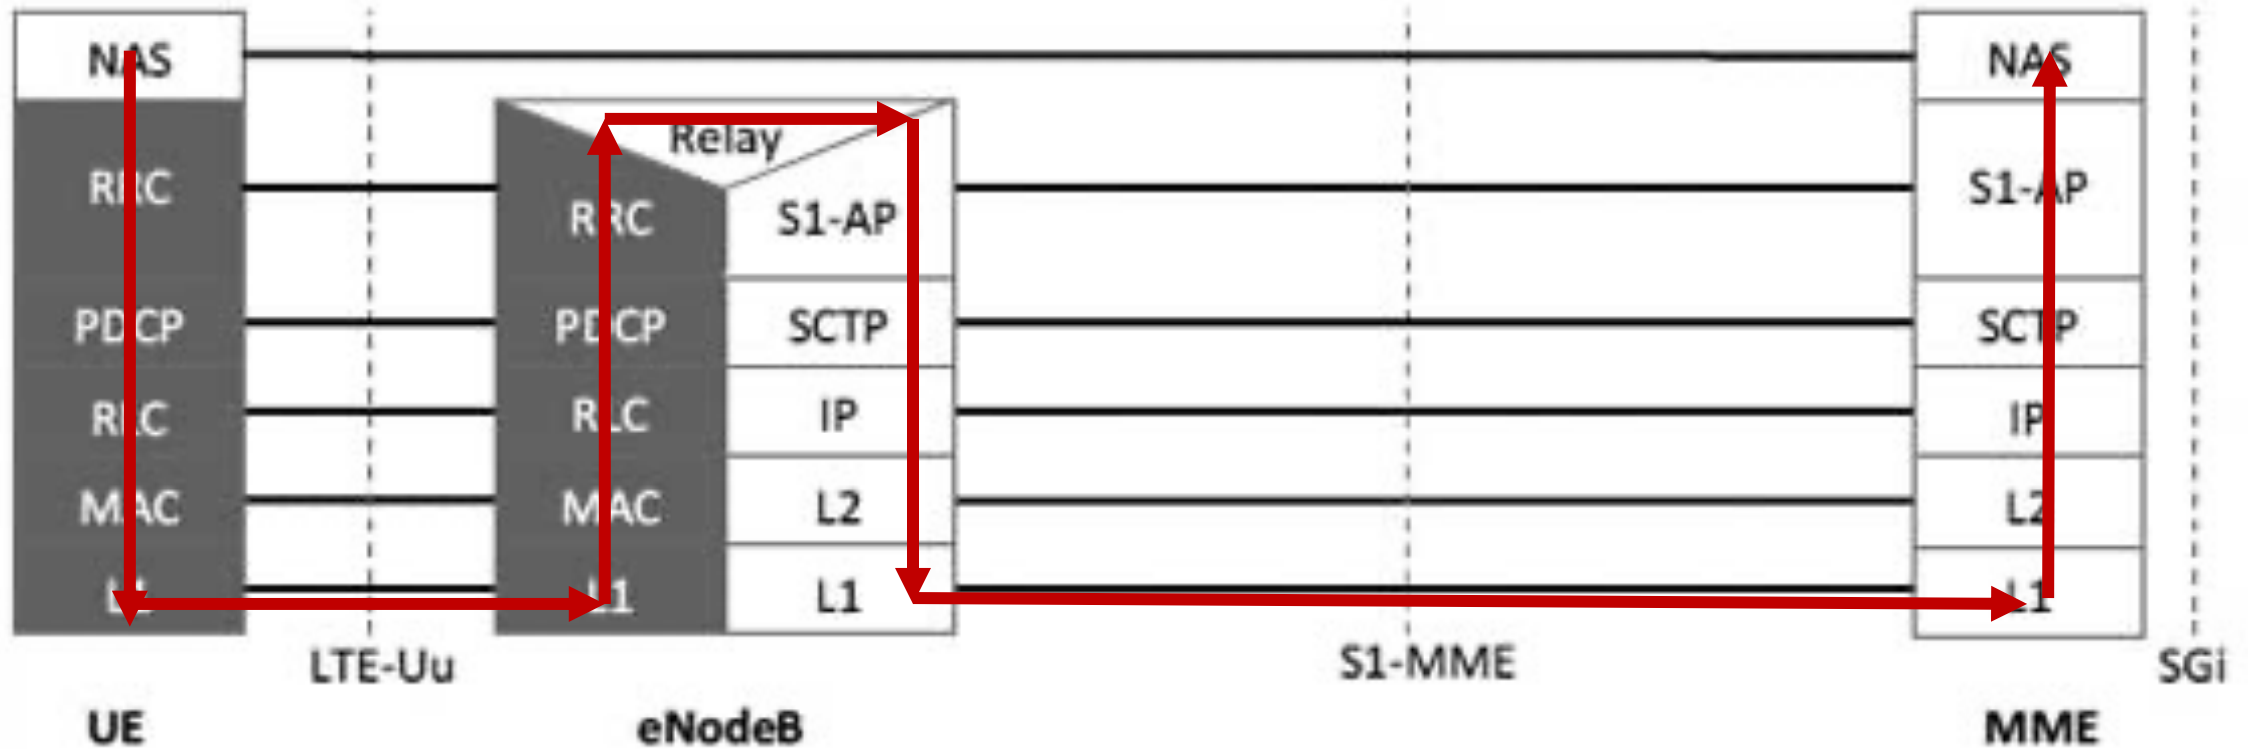 NAS
RRC
PDCP
RLC
MAC
L1
Relay
RRC
PDCP
RLC
MAC
L1
S1-AP
SCTP
IP
L2
L1
NAS
S1-AP
SCTP
IP
L2
L1
LTE-Uu
S1-MME
SGi
UE
eNodeB
MME